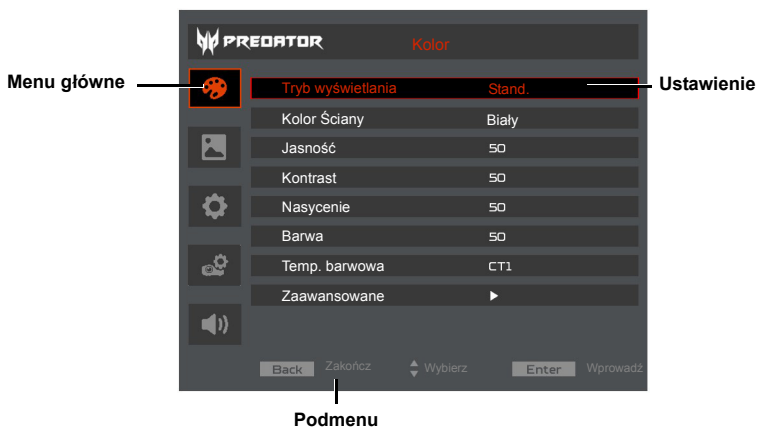 PREDATOR Kolor
Menu główne
Tryb wyświetlania Stand.
Ustawienie
Kolor Ściany Biały
Jasność 50
Kontrast 50
Nasycenie 50
Barwa 50
Temp. barwowa CT1
Zaawansowane
Back Zakończ Wybierz Enter Wprowadź
Podmenu